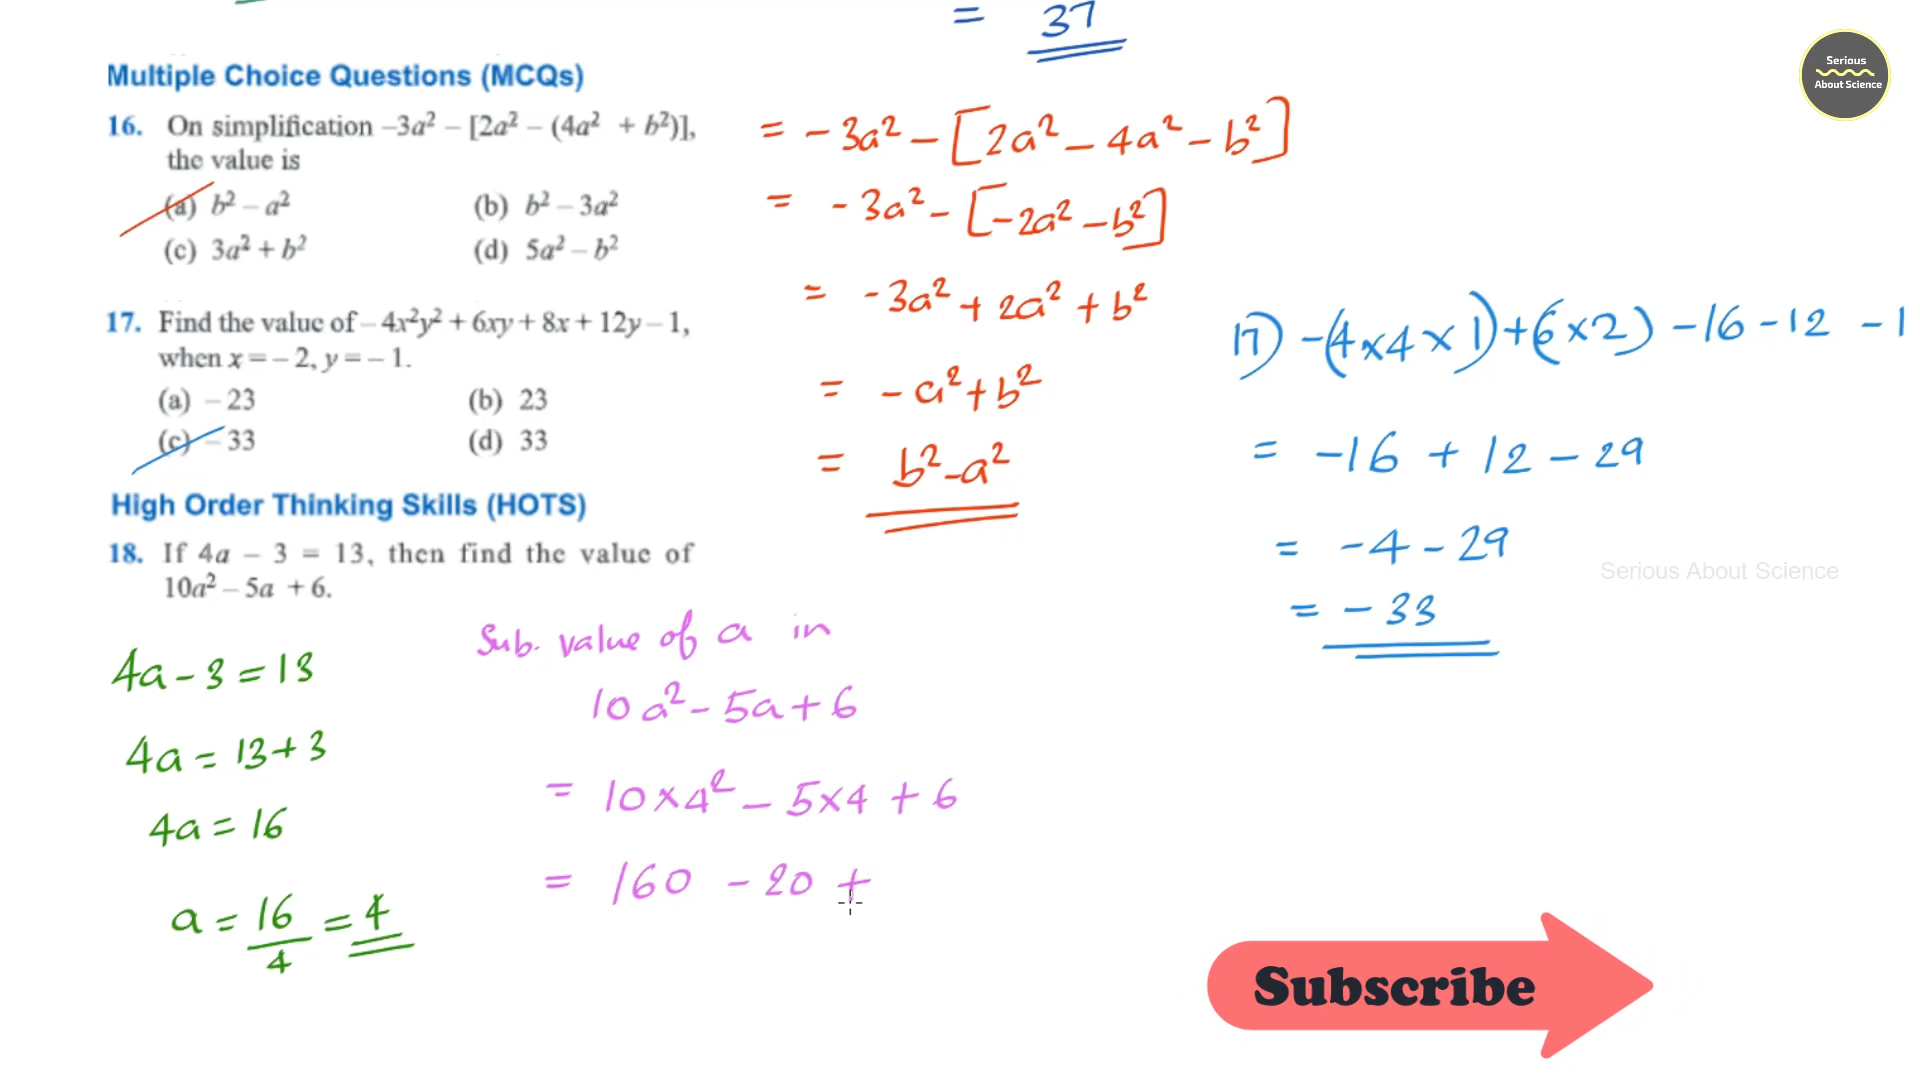 = 37
Serious
About Science
Multiple Choice Questions (MCQs)
16. On simplification –3a² – [2a² – (4a² + b²)],
the value is
(a) b² – a² (b) b² – 3a²
(c) 3a² + b² (d) 5a² – b²
= -3a² - [2a² - 4a² - b²]
= -3a² - [-2a² - b²]
= -3a² + 2a² + b²
= -a² + b²
= b² - a²
17. Find the value of – 4x²y² + 6xy + 8x + 12y – 1,
when x = – 2, y = – 1.
(a) – 23 (b) 23
(c) – 33 (d) 33
17) -(4×4×1)+(6×2) -16 -12 -1
= -16 + 12 - 29
= -4 - 29
= -33
Serious About Science
High Order Thinking Skills (HOTS)
18. If 4a – 3 = 13, then find the value of
10a² – 5a + 6.
4a - 3 = 13
4a = 13 + 3
4a = 16
a = 16/4 = 4
Sub. value of a in
10a² - 5a + 6
= 10×4² - 5×4 + 6
= 160 - 20 +
Subscribe